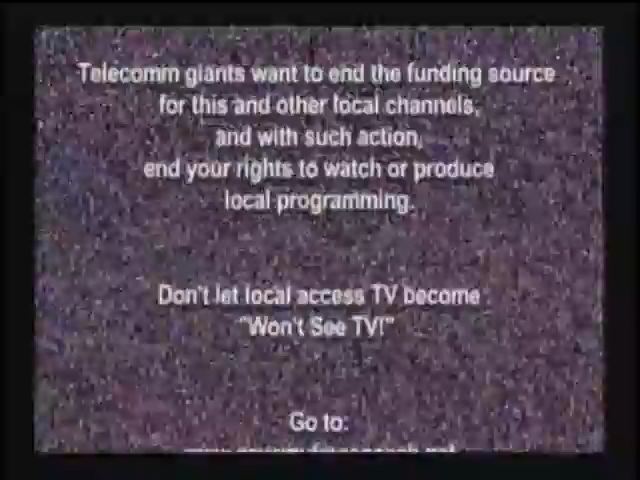 Telecomm giants want to end the funding source
for this and other local channels,
and with such action,
end your rights to watch or produce
local programming.
Don't let local access TV become
"Won't See TV!"
Go to: